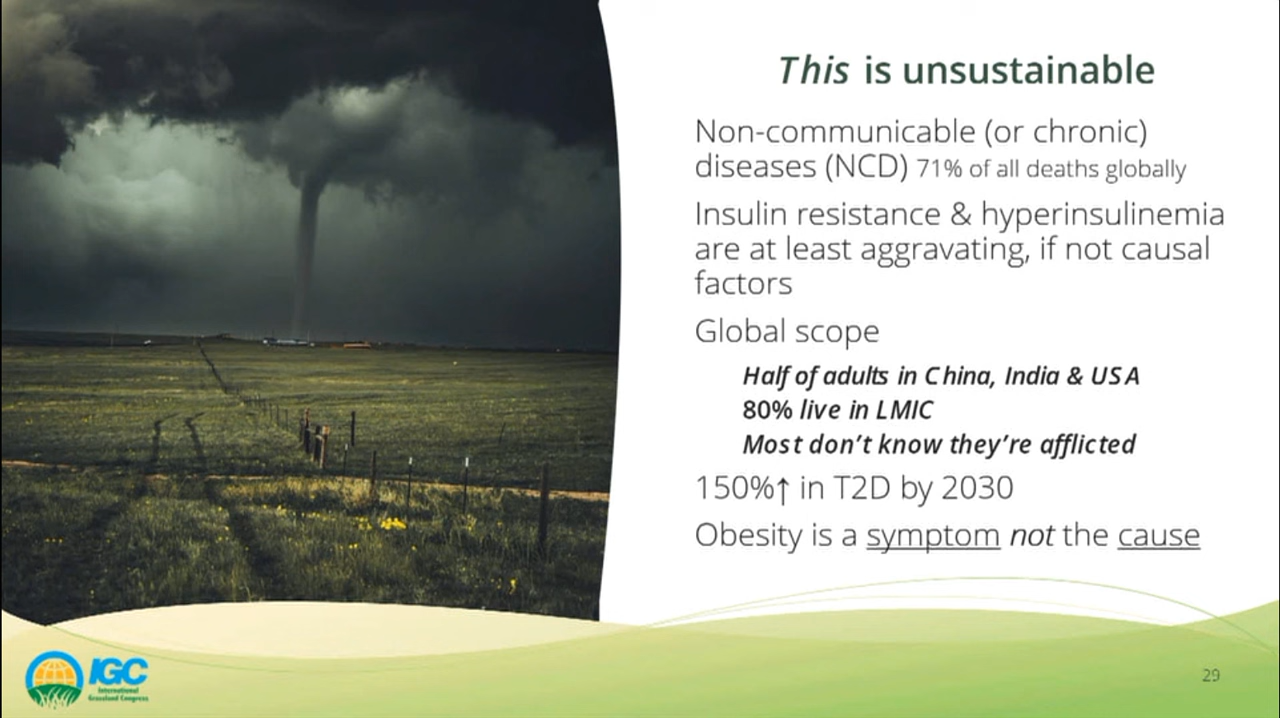 This is unsustainable
Non-communicable (or chronic)
diseases (NCD) 71% of all deaths globally
Insulin resistance & hyperinsulinemia
are at least aggravating, if not causal
factors
Global scope
Half of adults in China, India & USA
80% live in LMIC
Most don't know they're afflicted
150%↑ in T2D by 2030
Obesity is a symptom not the cause
IGC
International
Grassland Congress
29